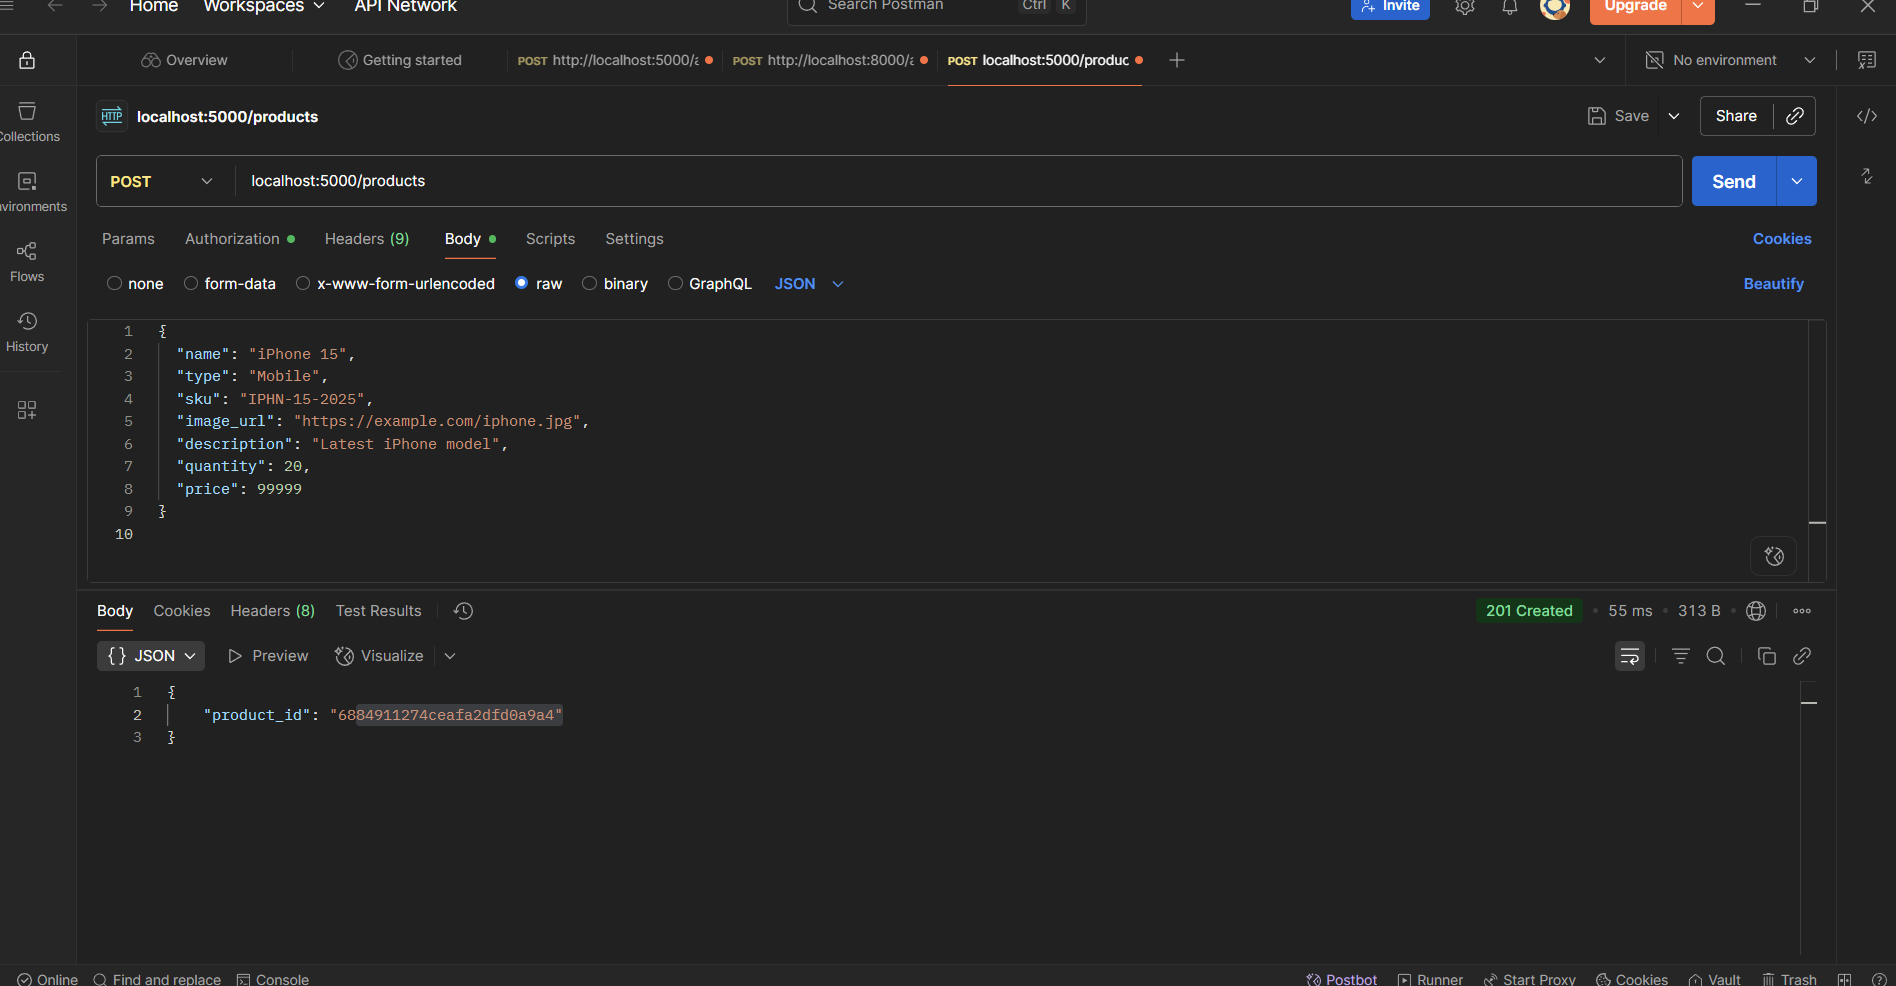 Home Workspaces API Network Search Postman Ctrl K Invite Upgrade
Overview Getting started POST http://localhost:5000/a POST http://localhost:8000/a POST localhost:5000/produc No environment
HTTP localhost:5000/products Save Share
Collections
POST localhost:5000/products Send
vironments
Params Authorization Headers (9) Body Scripts Settings Cookies
Flows
none form-data x-www-form-urlencoded raw binary GraphQL JSON Beautify
History
1 {
2 "name": "iPhone 15",
3 "type": "Mobile",
4 "sku": "IPHN-15-2025",
5 "image_url": "https://example.com/iphone.jpg",
6 "description": "Latest iPhone model",
7 "quantity": 20,
8 "price": 99999
9 }
10
Body Cookies Headers (8) Test Results 201 Created • 55 ms • 313 B
{} JSON Preview Visualize
1 {
2 "product_id": "6884911274ceafa2dfd0a9a4"
3 }
Online Find and replace Console Postbot Runner Start Proxy Cookies Vault Trash